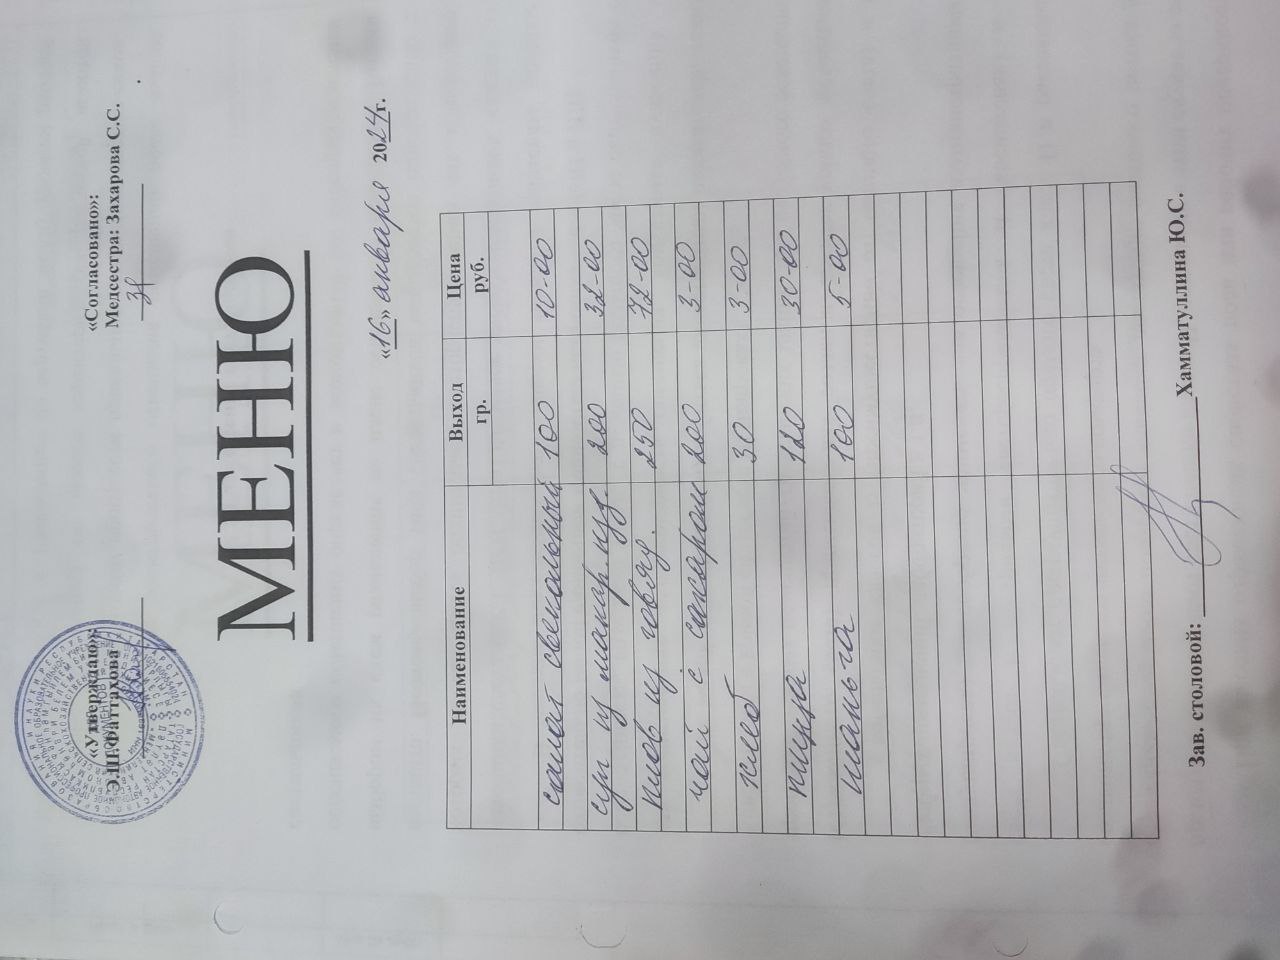 «Утверждаю»:
Э.Ш.Фаттахова
«Согласовано»:
Медсестра: Захарова С.С.
МЕНЮ
«16» января 2024г.
Наименование Выход гр. Цена руб.
салат свекольный 100 10-00
суп из макар. изд. 200 32-00
плов из говяд. 250 72-00
чай с сахаром 200 3-00
хлеб 30 3-00
пицца 120 30-00
шаньга 100 5-00
Зав. столовой: Хамматуллина Ю.С.